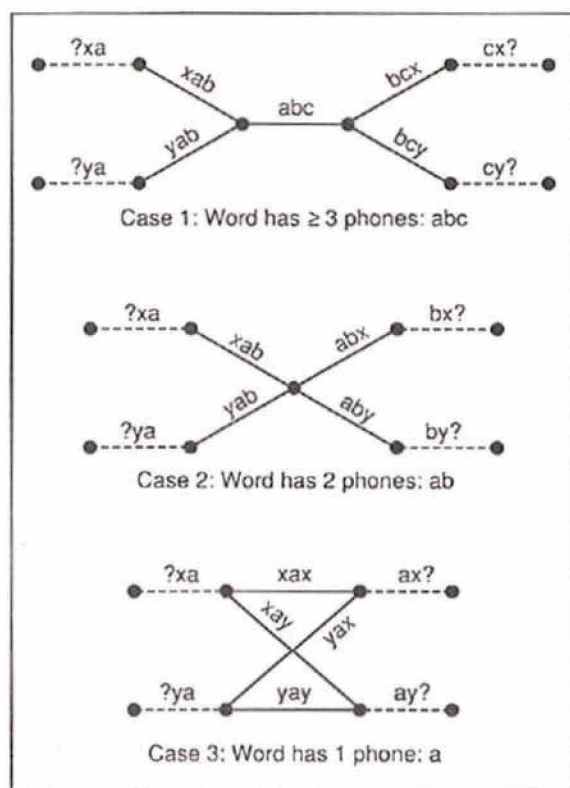 ?xa cx?
xab bcx
abc
yab bcy
?ya cy?
Case 1: Word has ≥ 3 phones: abc
?xa bx?
xab abx
yab aby
?ya by?
Case 2: Word has 2 phones: ab
?xa xax ax?
xay yax
?ya yay ay?
Case 3: Word has 1 phone: a